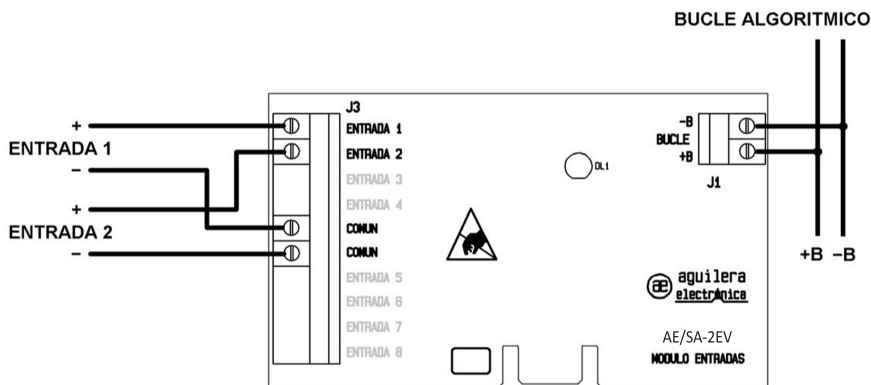 BUCLE ALGORITMICO
J3
+
ENTRADA 1
ENTRADA 1
−
ENTRADA 2
+
ENTRADA 2
−
ENTRADA 3
ENTRADA 4
COMUN
COMUN
ENTRADA 5
ENTRADA 6
ENTRADA 7
ENTRADA 8
DL1
-B
BUCLE
+B
J1
+B −B
ae aguilera
electrónica
AE/SA-2EV
MODULO ENTRADAS